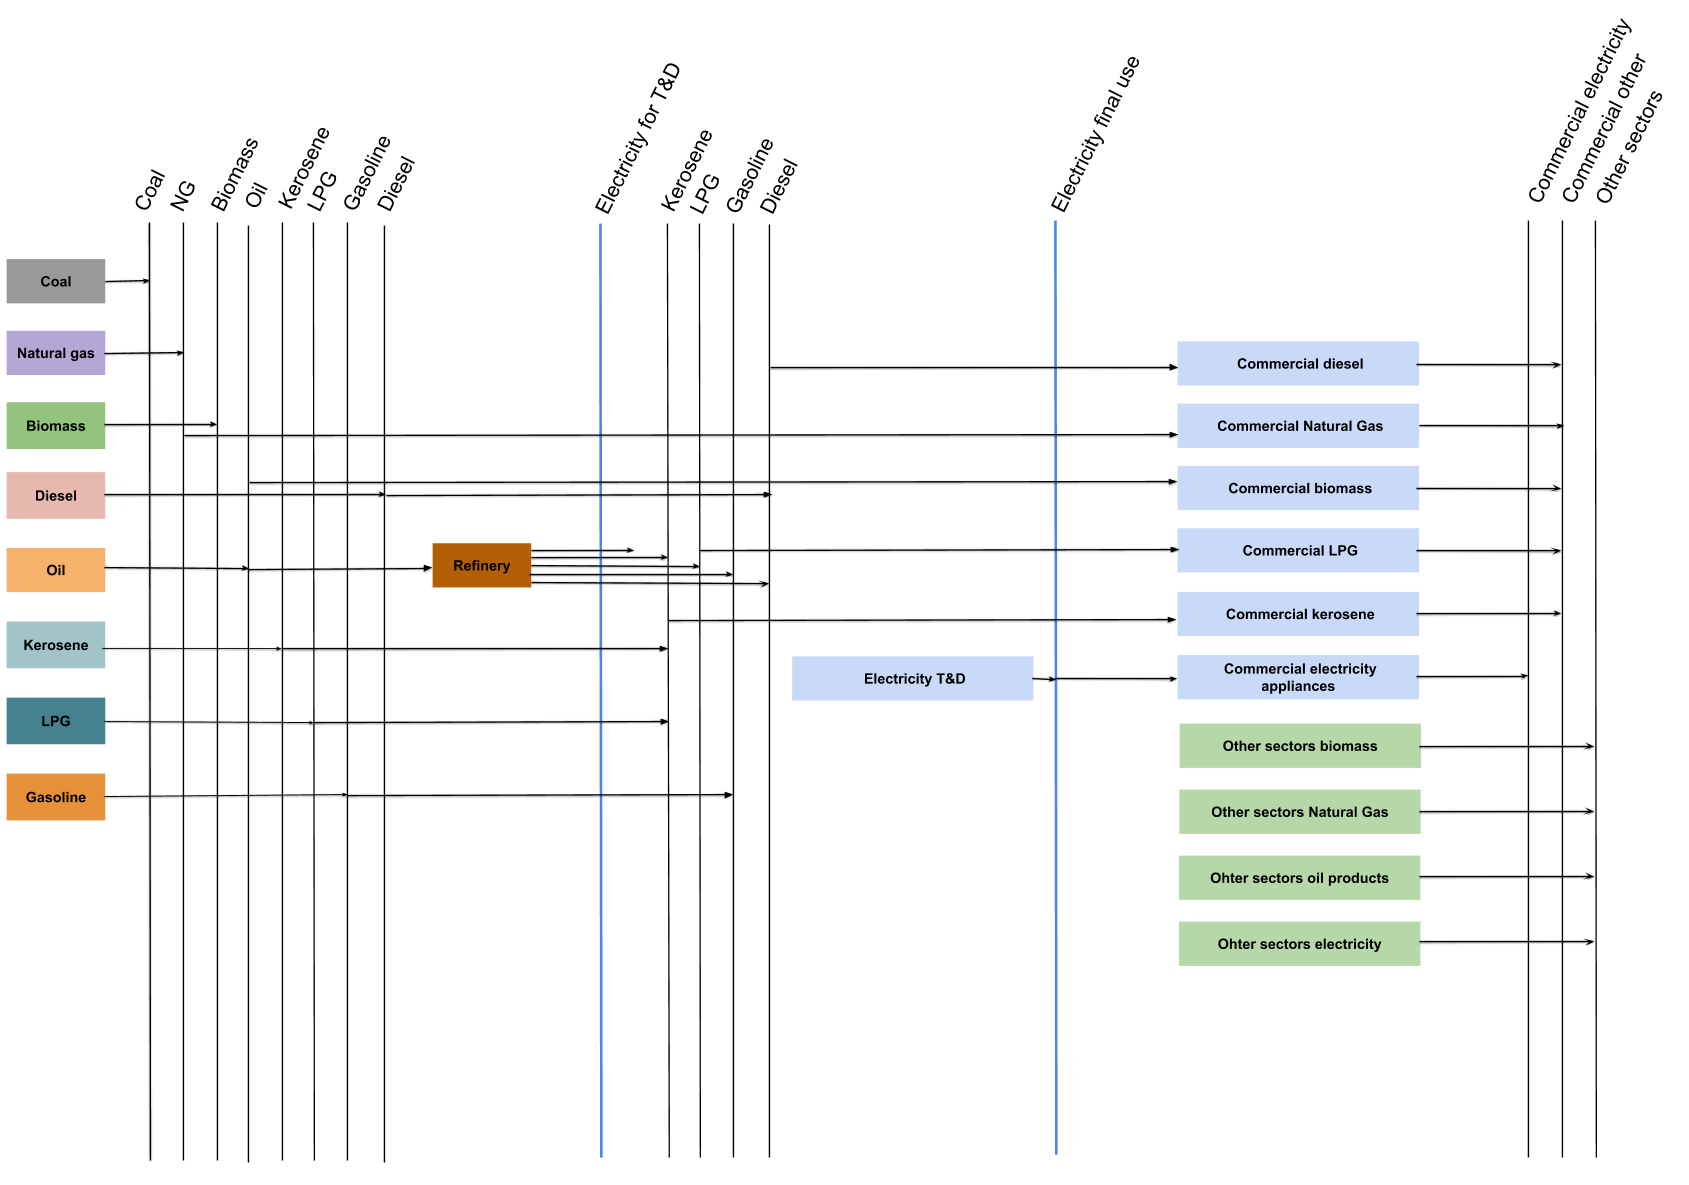 Coal
NG
Biomass
Oil
Kerosene
LPG
Gasoline
Diesel
Electricity for T&D
Kerosene
LPG
Gasoline
Diesel
Electricity final use
Commercial electricity
Commercial other
Other sectors
Coal
Natural gas
Biomass
Diesel
Oil
Kerosene
LPG
Gasoline
Refinery
Electricity T&D
Commercial diesel
Commercial Natural Gas
Commercial biomass
Commercial LPG
Commercial kerosene
Commercial electricity
appliances
Other sectors biomass
Other sectors Natural Gas
Ohter sectors oil products
Ohter sectors electricity